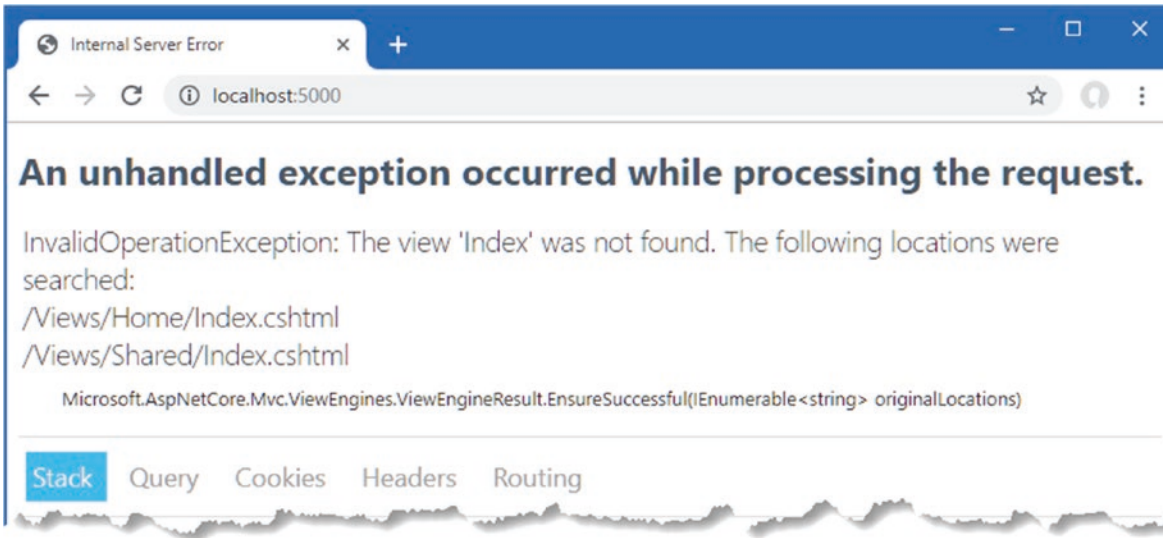 Internal Server Error
localhost:5000
An unhandled exception occurred while processing the request.
InvalidOperationException: The view 'Index' was not found. The following locations were
searched:
/Views/Home/Index.cshtml
/Views/Shared/Index.cshtml
Microsoft.AspNetCore.Mvc.ViewEngines.ViewEngineResult.EnsureSuccessful(IEnumerable<string> originalLocations)
Stack Query Cookies Headers Routing